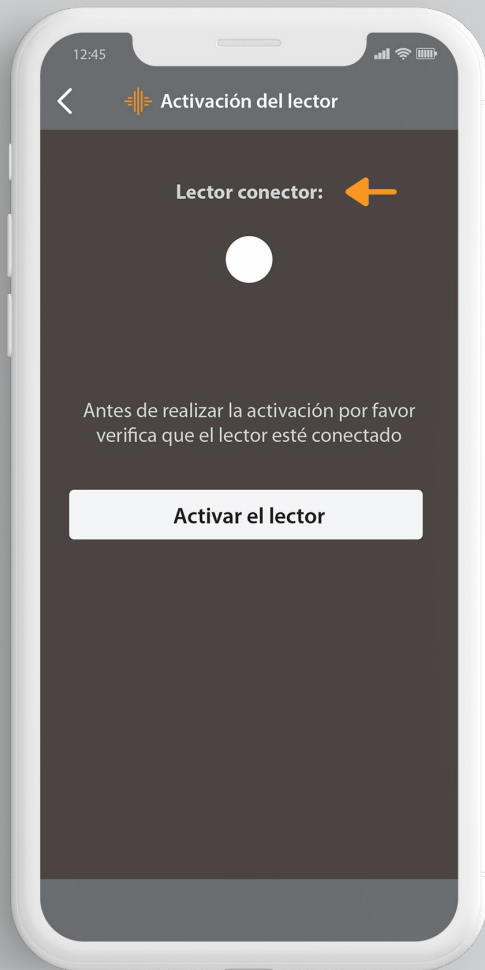 12:45
Activación del lector
Lector conector:
Antes de realizar la activación por favor
verifica que el lector esté conectado
Activar el lector